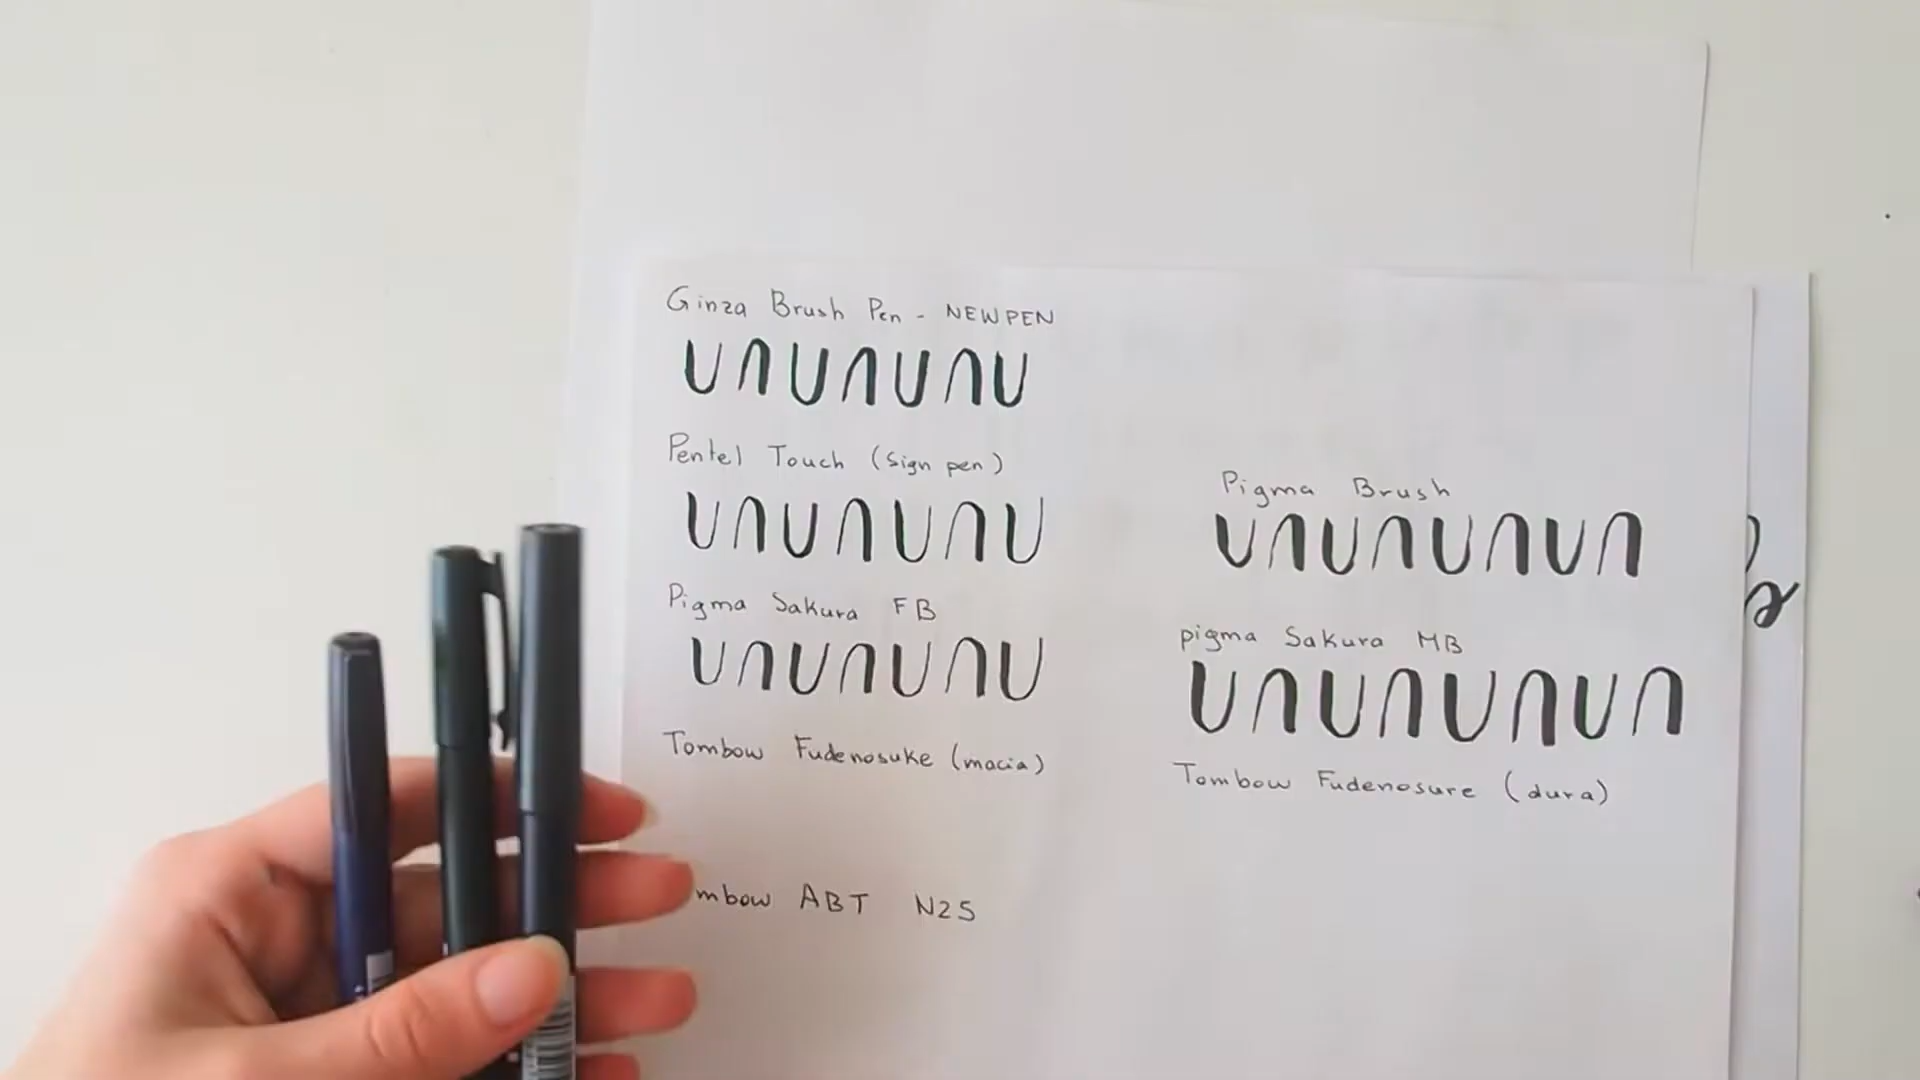 Ginza Brush Pen - NEWPEN
Pentel Touch (Sign pen)
Pigma Sakura FB
Tombow Fudenosuke (macia)
mbow ABT N25
Pigma Brush
pigma Sakura MB
Tombow Fudenosure (dura)